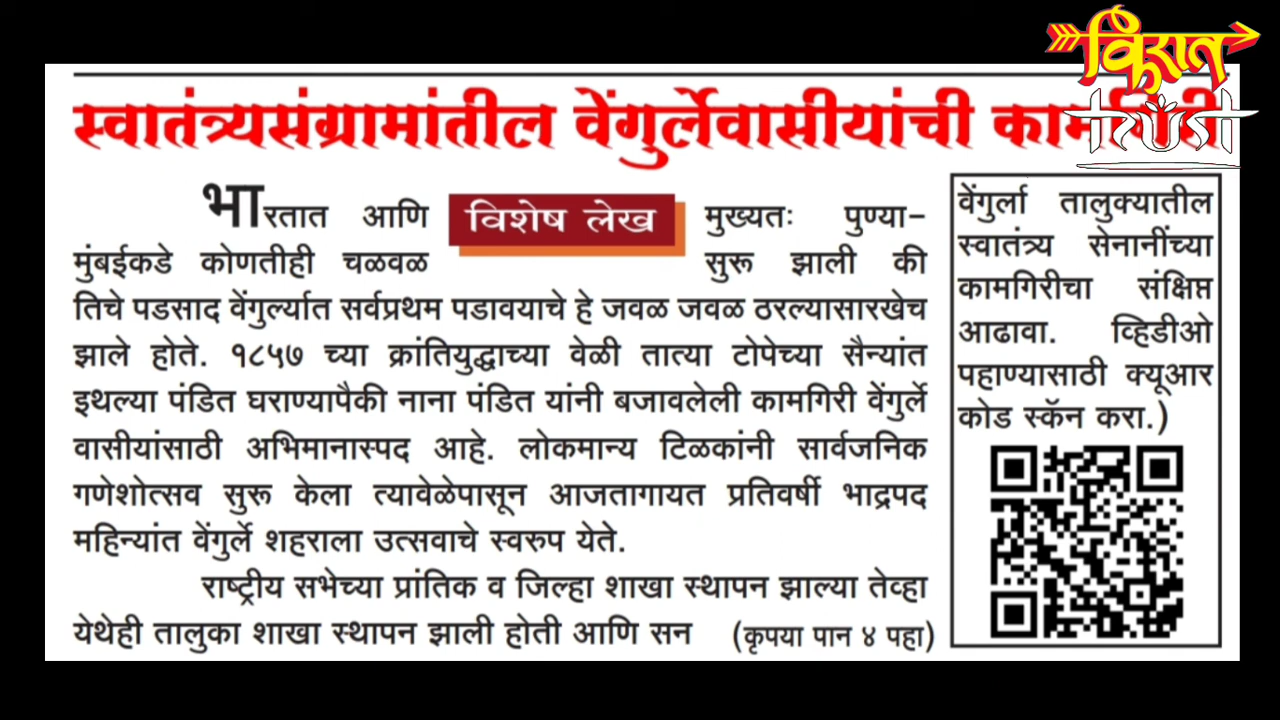 किरात
trust
स्वातंत्र्यसंग्रामांतील वेंगुर्लेवासीयांची
भारतात आणि विशेष लेख मुख्यतः पुण्या-
मुंबईकडे कोणतीही चळवळ सुरू झाली की
तिचे पडसाद वेंगुर्ल्यात सर्वप्रथम पडावयाचे हे जवळ जवळ ठरल्यासारखेच
झाले होते. १८५७ च्या क्रांतियुद्धाच्या वेळी तात्या टोपेच्या सैन्यांत
इथल्या पंडित घराण्यापैकी नाना पंडित यांनी बजावलेली कामगिरी वेंगुर्ले
वासीयांसाठी अभिमानास्पद आहे. लोकमान्य टिळकांनी सार्वजनिक
गणेशोत्सव सुरू केला त्यावेळेपासून आजतागायत प्रतिवर्षी भाद्रपद
महिन्यांत वेंगुर्ले शहराला उत्सवाचे स्वरुप येते.
राष्ट्रीय सभेच्या प्रांतिक व जिल्हा शाखा स्थापन झाल्या तेव्हा
येथेही तालुका शाखा स्थापन झाली होती आणि सन (कृपया पान ४ पहा)
वेंगुर्ला तालुक्यातील
स्वातंत्र्य सेनानींच्या
कामगिरीचा संक्षिप्त
आढावा. व्हिडीओ
पहाण्यासाठी क्यूआर
कोड स्कॅन करा.)